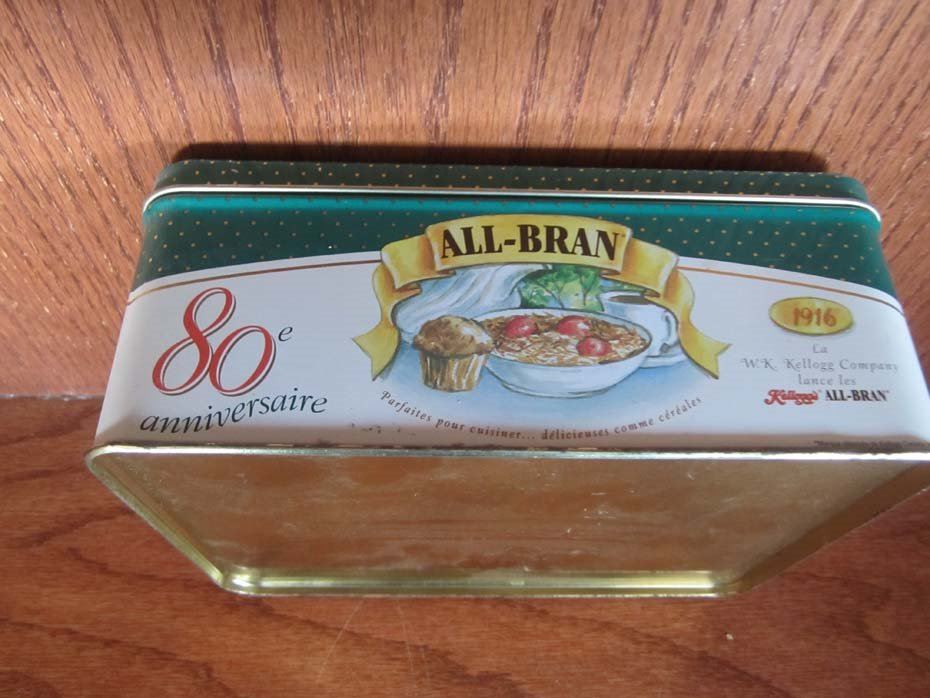 ALL-BRAN
80e
anniversaire
Parfaites pour cuisiner... délicieuses comme céréales
1916
La
W.K. Kellogg Company
lance les
Kellogg's ALL-BRAN